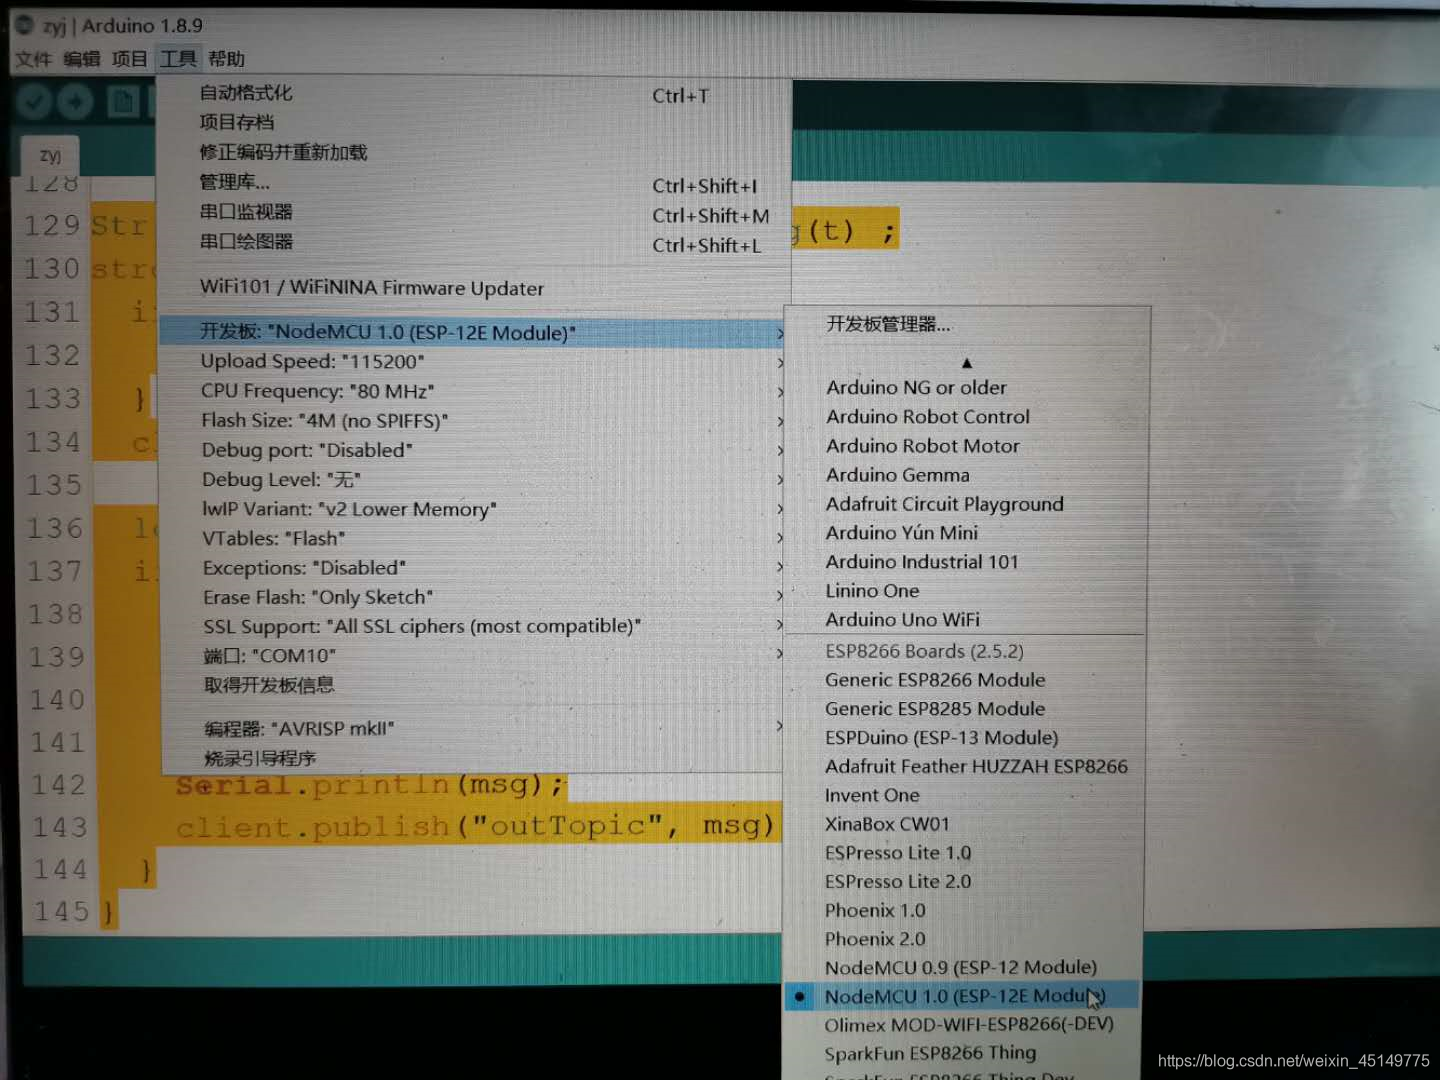 zyj | Arduino 1.8.9
文件 编辑 项目 工具 帮助
自动格式化 Ctrl+T
项目存档
修正编码并重新加载
管理库... Ctrl+Shift+I
串口监视器 Ctrl+Shift+M
串口绘图器 Ctrl+Shift+L
WiFi101 / WiFiNINA Firmware Updater
开发板: "NodeMCU 1.0 (ESP-12E Module)"
Upload Speed: "115200"
CPU Frequency: "80 MHz"
Flash Size: "4M (no SPIFFS)"
Debug port: "Disabled"
Debug Level: "无"
lwIP Variant: "v2 Lower Memory"
VTables: "Flash"
Exceptions: "Disabled"
Erase Flash: "Only Sketch"
SSL Support: "All SSL ciphers (most compatible)"
端口: "COM10"
取得开发板信息
编程器: "AVRISP mkII"
烧录引导程序
开发板管理器...
▲
Arduino NG or older
Arduino Robot Control
Arduino Robot Motor
Arduino Gemma
Adafruit Circuit Playground
Arduino Yún Mini
Arduino Industrial 101
Linino One
Arduino Uno WiFi
ESP8266 Boards (2.5.2)
Generic ESP8266 Module
Generic ESP8285 Module
ESPDuino (ESP-13 Module)
Adafruit Feather HUZZAH ESP8266
Invent One
XinaBox CW01
ESPresso Lite 1.0
ESPresso Lite 2.0
Phoenix 1.0
Phoenix 2.0
NodeMCU 0.9 (ESP-12 Module)
NodeMCU 1.0 (ESP-12E Module)
Olimex MOD-WIFI-ESP8266(-DEV)
SparkFun ESP8266 Thing
SparkFun ESP8266 Thing Dev
zyj
128
129 Str g(t) ;
130 str
131 i
132
133 }
134 c
135
136 l
137 i
138
139
140
141
142 Serial.println(msg);
143 client.publish("outTopic", msg)
144 }
145 }
https://blog.csdn.net/weixin_45149775